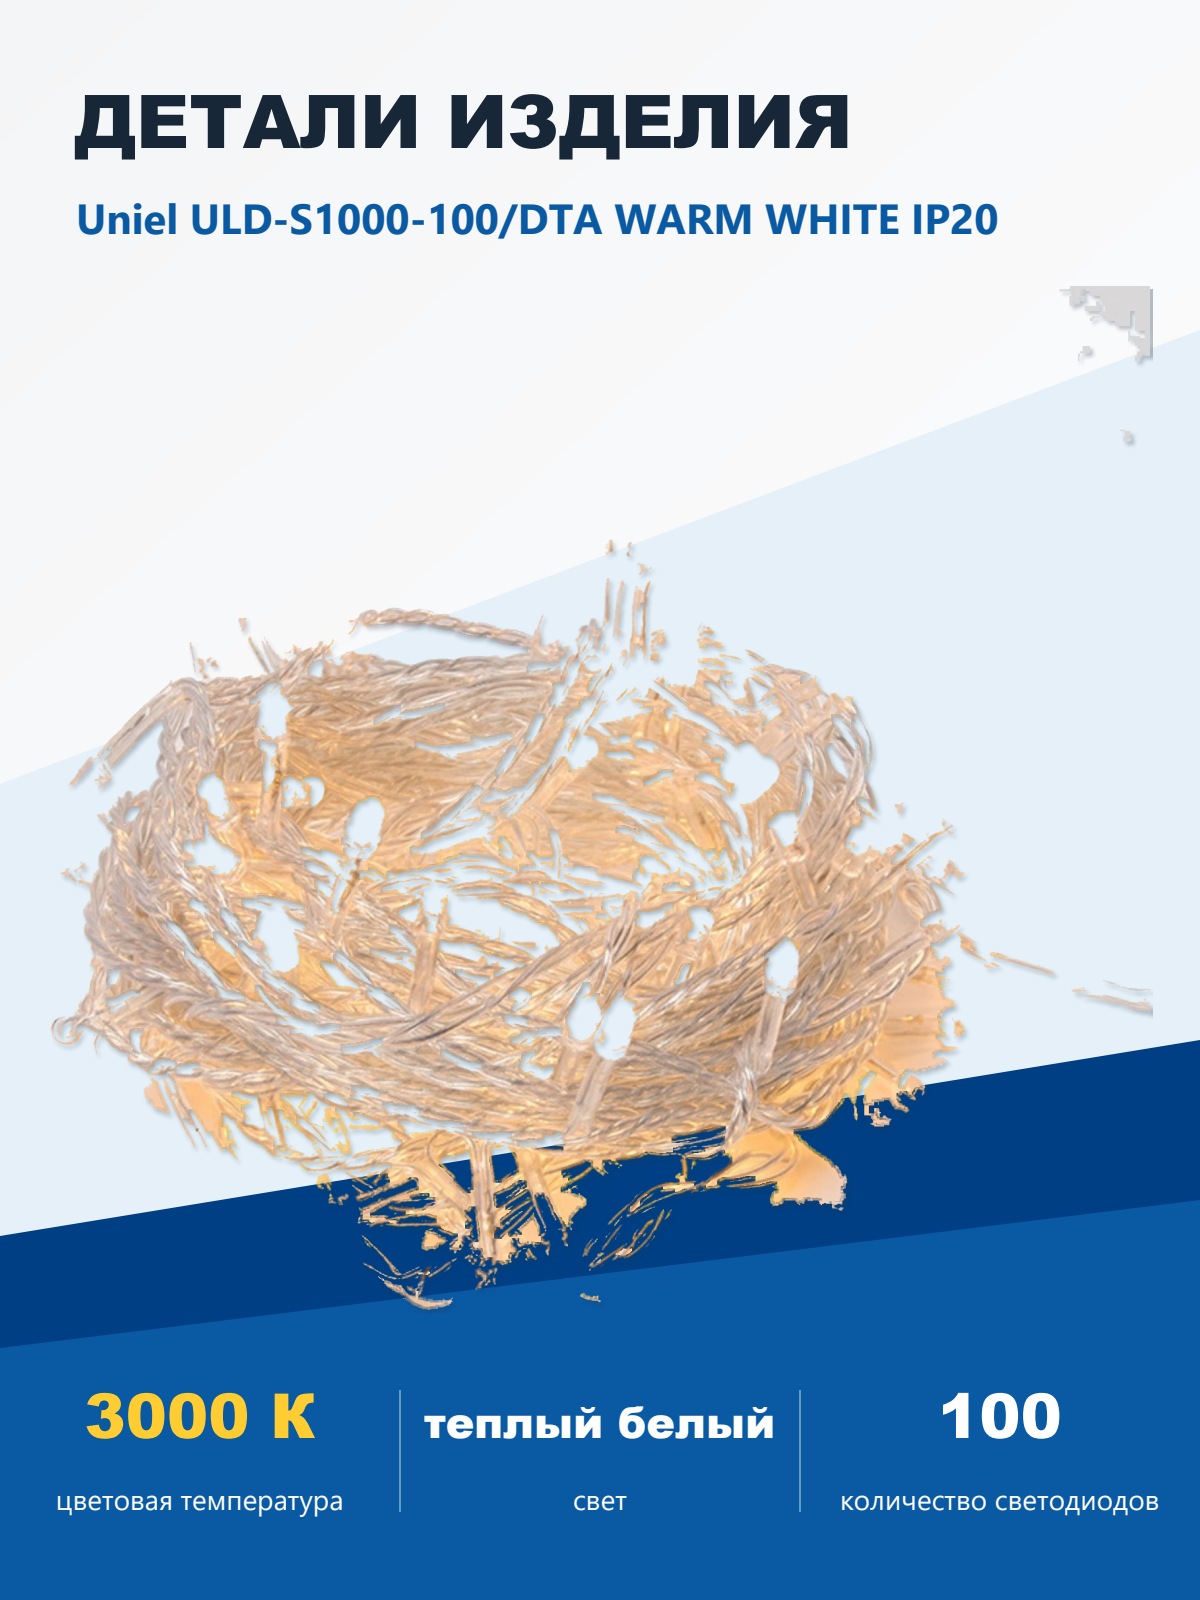 ДЕТАЛИ ИЗДЕЛИЯ
Uniel ULD-S1000-100/DTA WARM WHITE IP20
3000 К
теплый белый
100
цветовая температура
свет
количество светодиодов